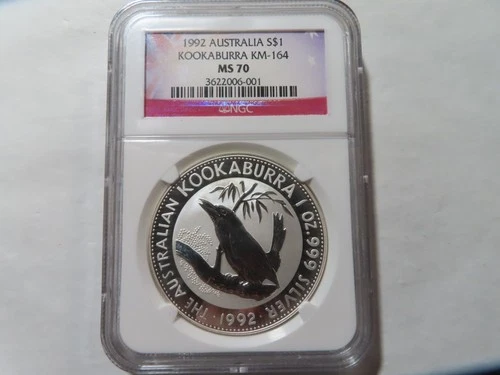 1992 AUSTRALIA S$1
KOOKABURRA KM-164
MS 70
3622006-001
NGC
THE AUSTRALIAN KOOKABURRA 1 OZ. 999 SILVER
· 1992 ·